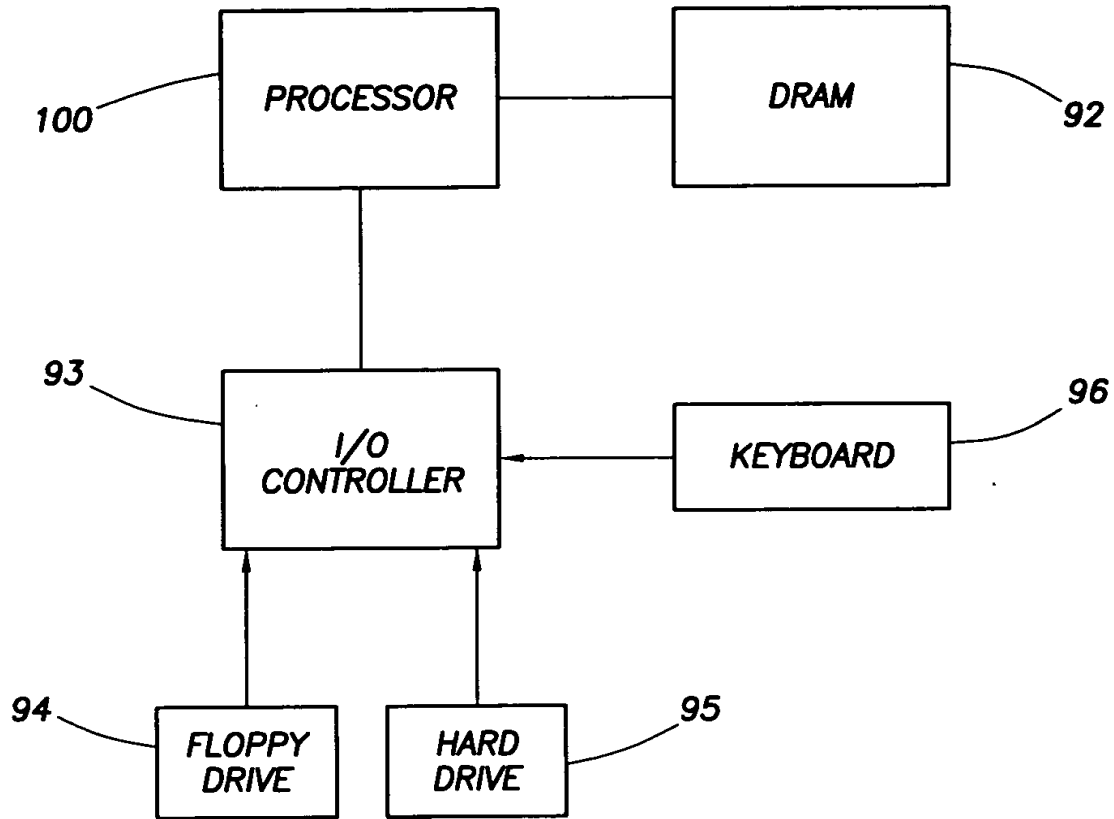 PROCESSOR
DRAM
100
92
93
96
I/O
CONTROLLER
KEYBOARD
94
95
FLOPPY
DRIVE
HARD
DRIVE